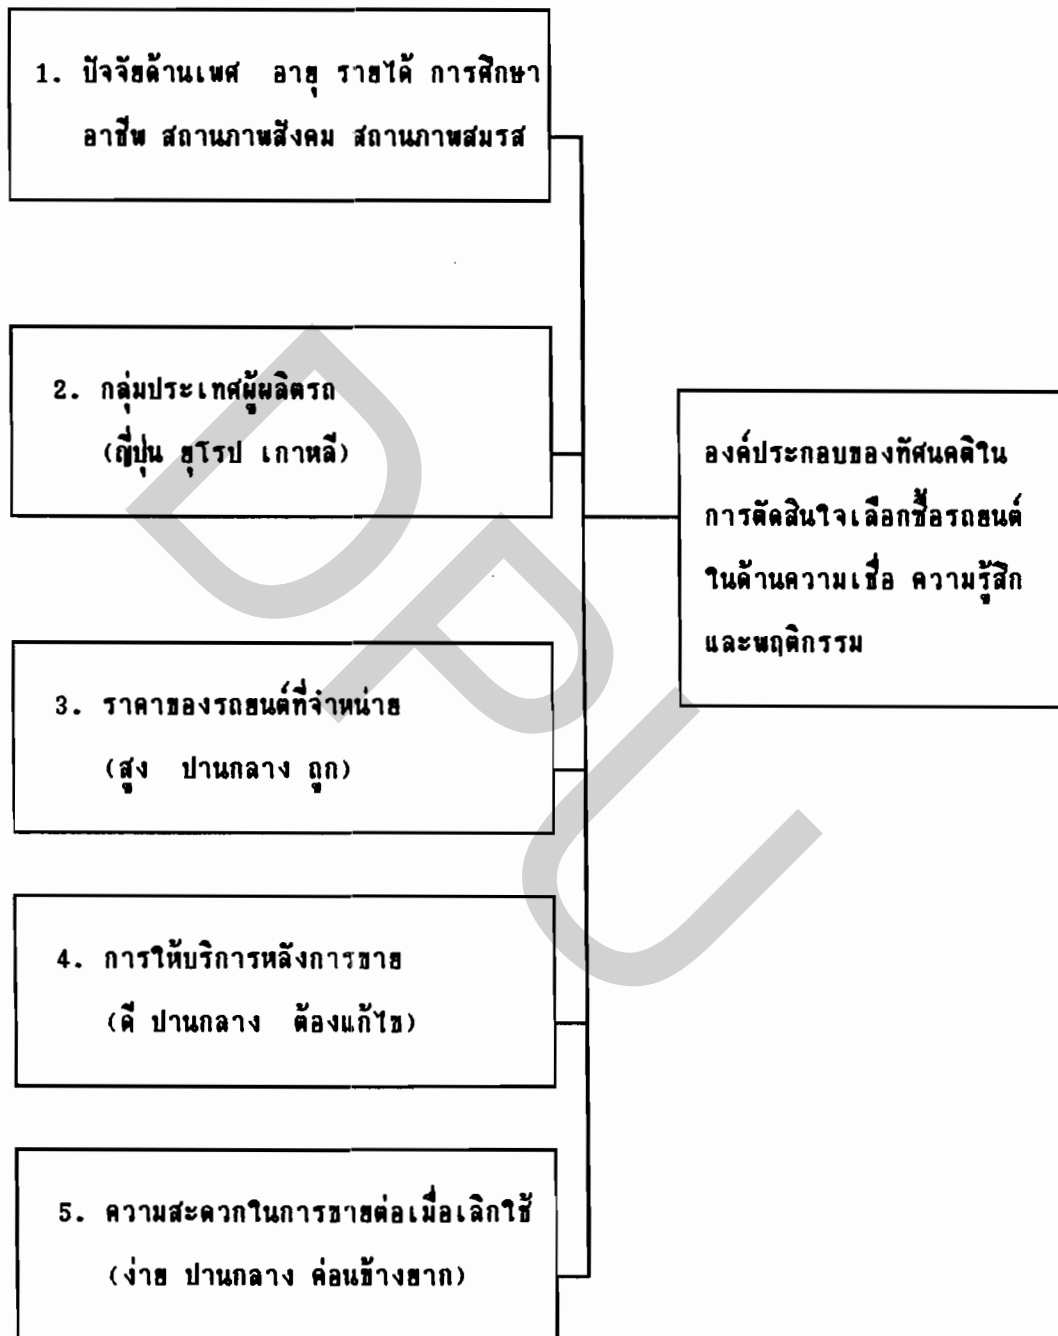 1. ปัจจัยด้านเพศ อายุ รายได้ การศึกษา
อาชีพ สถานภาพสังคม สถานภาพสมรส
2. กลุ่มประเทศผู้ผลิตรถ
(ญี่ปุ่น ยุโรป เกาหลี)
3. ราคาของรถยนต์ที่จำหน่าย
(สูง ปานกลาง ถูก)
4. การให้บริการหลังการขาย
(ดี ปานกลาง ต้องแก้ไข)
5. ความสะดวกในการขายต่อเมื่อเลิกใช้
(ง่าย ปานกลาง ค่อนข้างยาก)
องค์ประกอบของทัศนคติใน
การตัดสินใจเลือกซื้อรถยนต์
ในด้านความเชื่อ ความรู้สึก
และพฤติกรรม
DPU